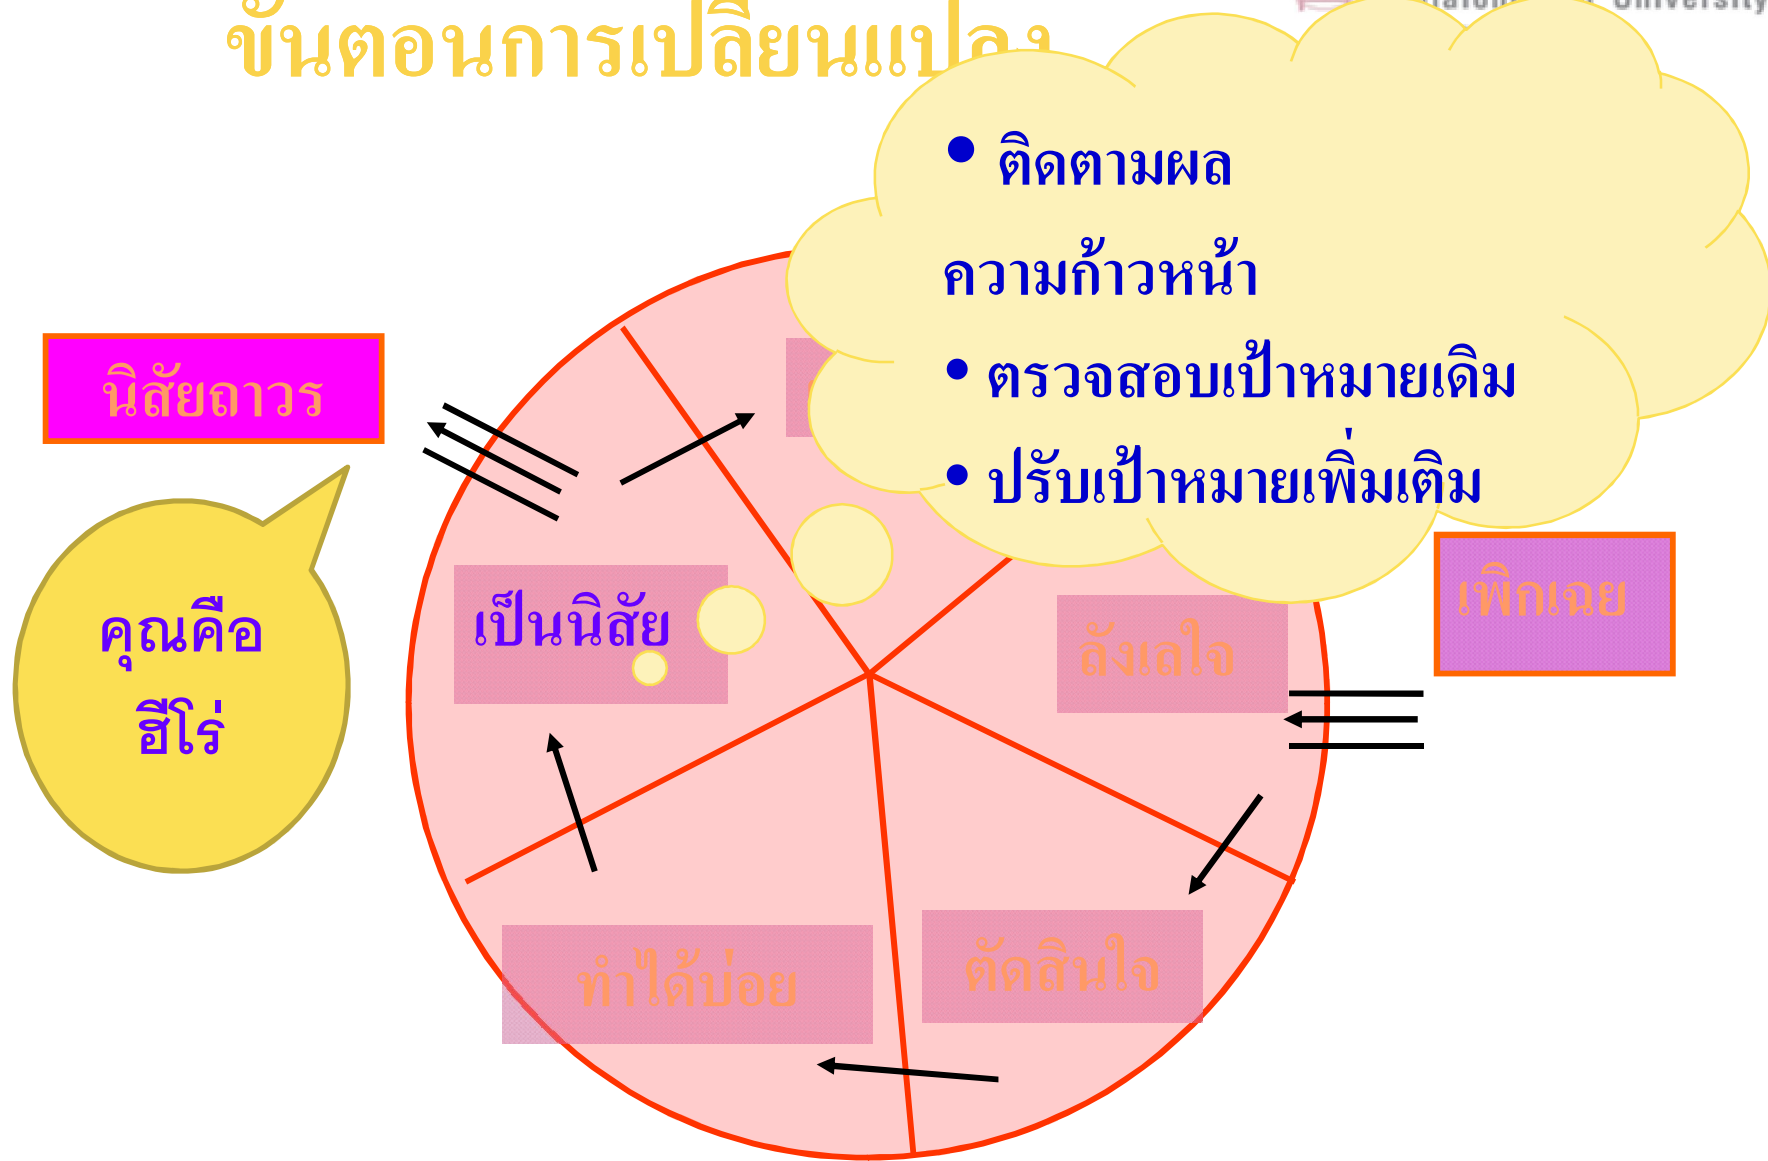 University
ขั้นตอนการเปลี่ยนแปลง
• ติดตามผล
ความก้าวหน้า
• ตรวจสอบเป้าหมายเดิม
• ปรับเป้าหมายเพิ่มเติม
นิสัยถาวร
คุณคือ
ฮีโร่
เป็นนิสัย
ลังเลใจ
เพิกเฉย
ทำได้บ่อย
ตัดสินใจ